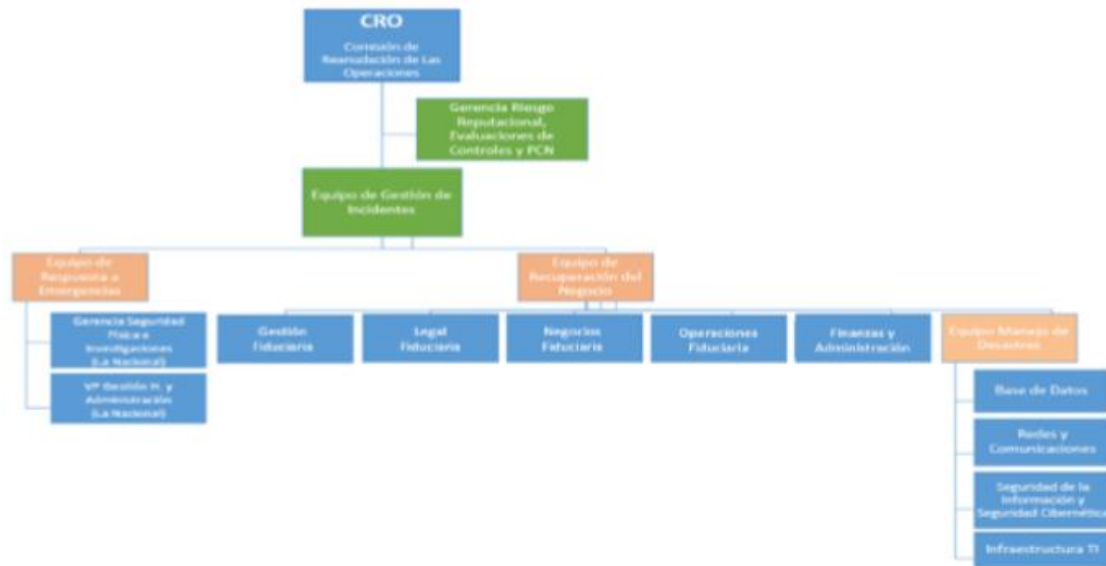 CRO
Comisión de
Reanudación de Las
Operaciones
Gerencia Riesgo
Reputacional,
Evaluaciones de
Controles y PCN
Equipo de Gestión de
Incidentes
Equipo de
Respuesta a
Emergencias
Equipo de
Recuperación del
Negocio
Gerencia Seguridad
Física e
Investigaciones
(La Nacional)
VP Gestión H. y
Administración
(La Nacional)
Gestión
Fiduciaria
Legal
Fiduciaria
Negocios
Fiduciaria
Operaciones
Fiduciaria
Finanzas y
Administración
Equipo Manejo de
Desastres
Base de Datos
Redes y
Comunicaciones
Seguridad de la
Información y
Seguridad Cibernética
Infraestructura TI